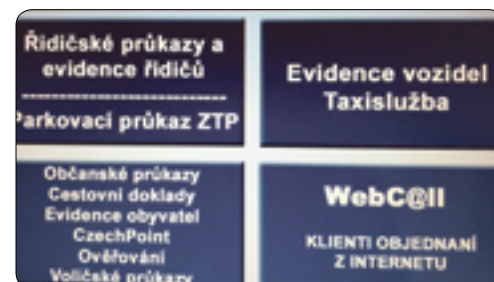 Řidičské průkazy a
evidence řidičů
---------------------------
Parkovací průkaz ZTP
Evidence vozidel
Taxislužba
Občanské průkazy
Cestovní doklady
Evidence obyvatel
CzechPoint
Ověřování
Voličské průkazy
WebC@ll
KLIENTI OBJEDNANÍ
Z INTERNETU